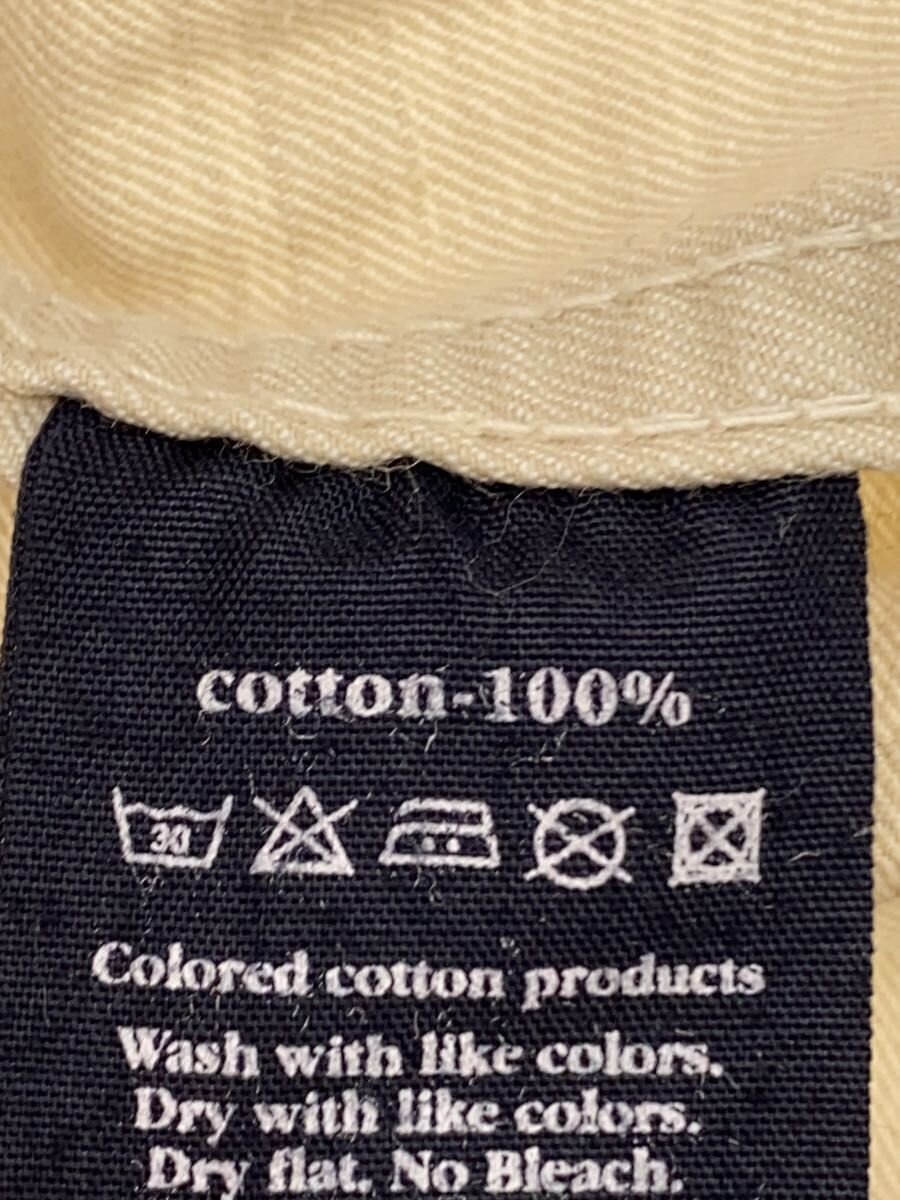 cotton-100%
30
Colored cotton products
Wash with like colors.
Dry with like colors.
Dry flat. No Bleach.